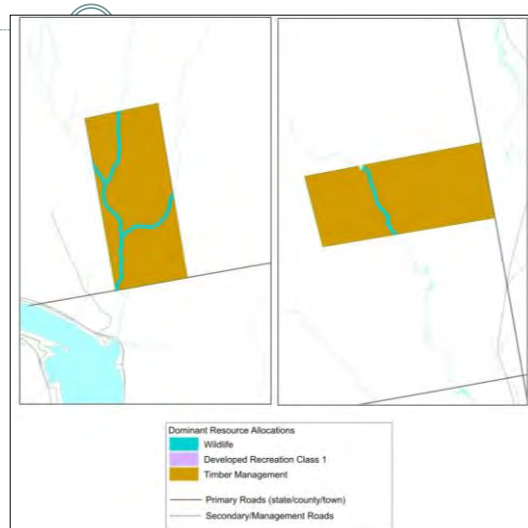 Dominant Resource Allocations
Wildlife
Developed Recreation Class 1
Timber Management
Primary Roads (state/county/town)
Secondary/Management Roads